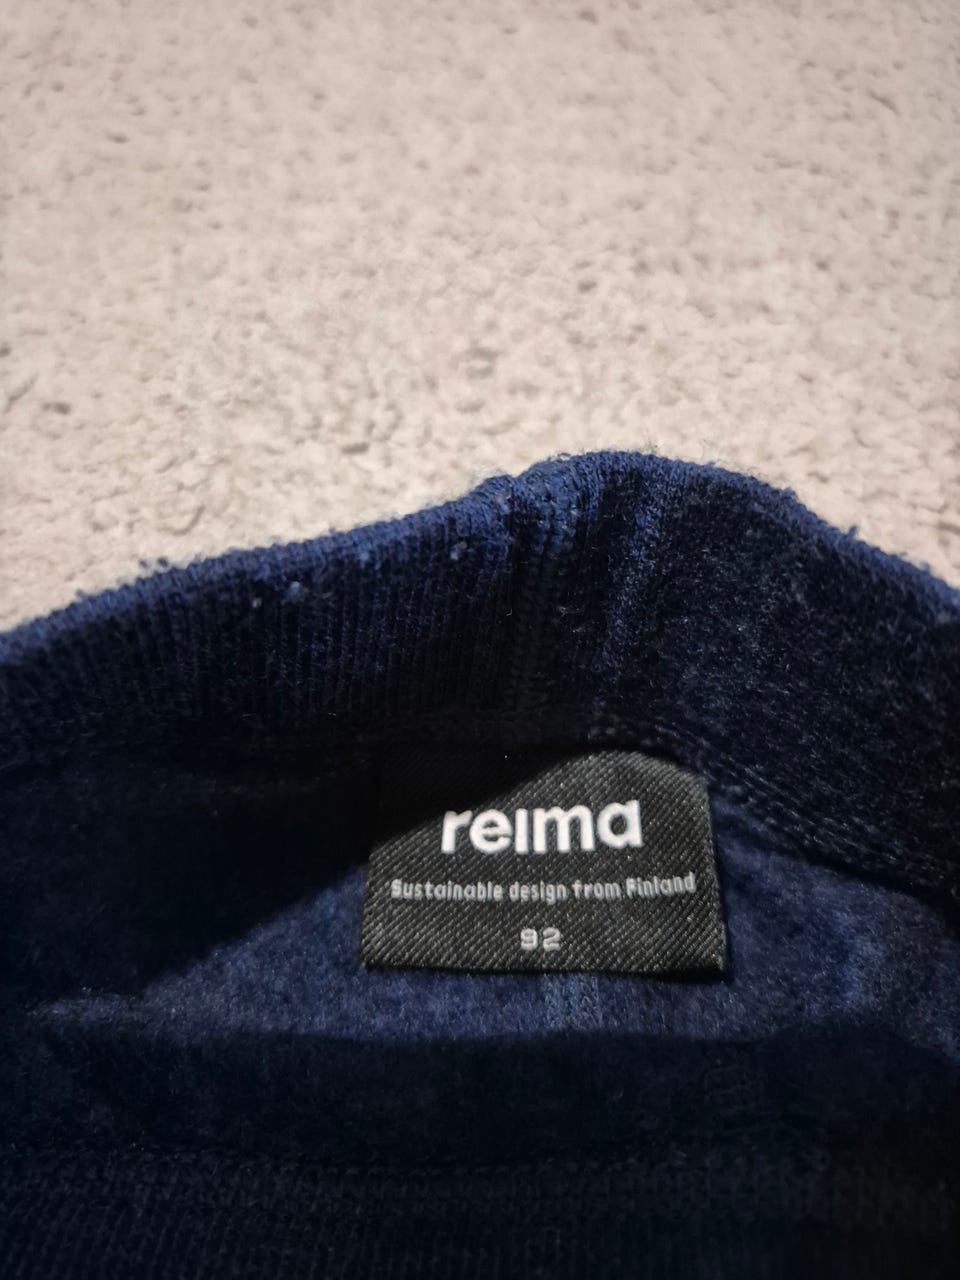 reima
Sustainable design from Finland
92